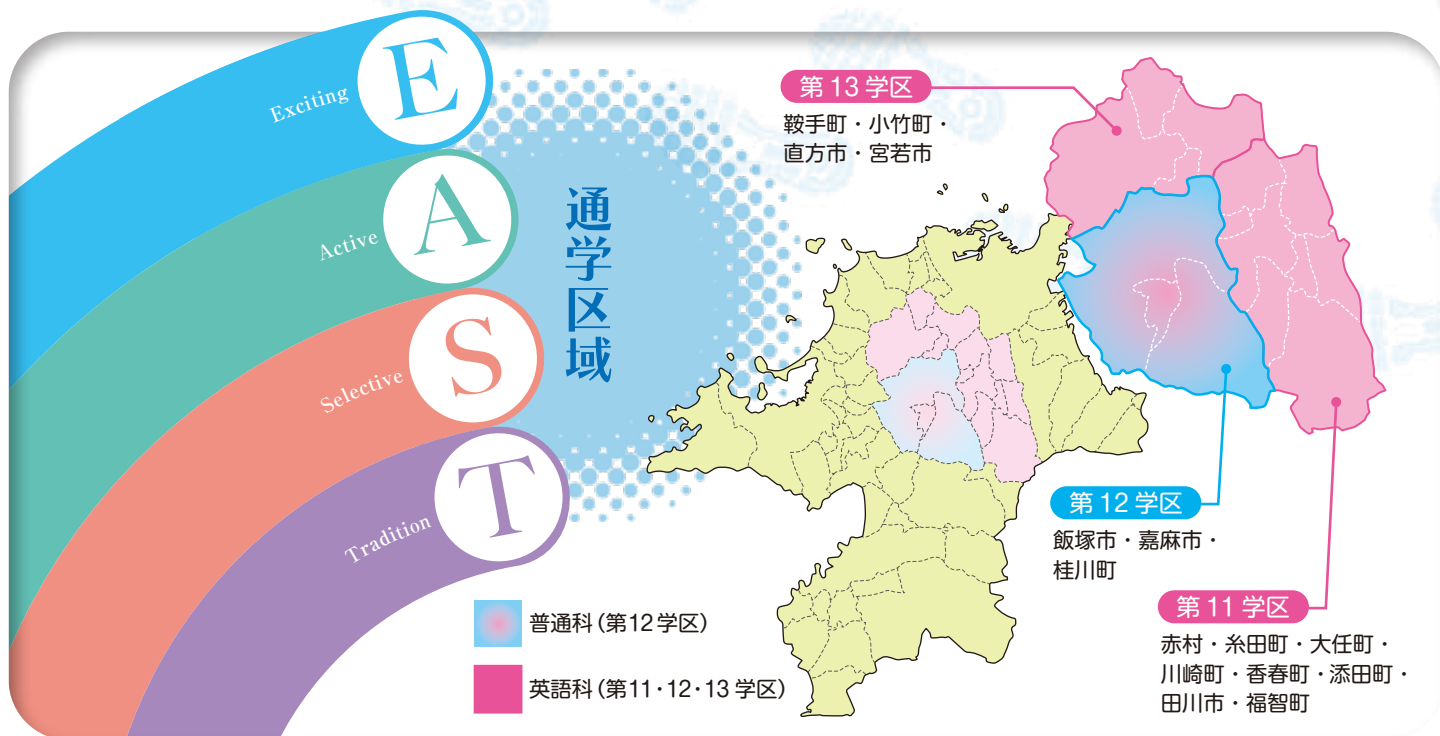 E
Exciting
A
Active
S
Selective
T
Tradition
通学区域
第13学区
鞍手町・小竹町・
直方市・宮若市
第12学区
飯塚市・嘉麻市・
桂川町
第11学区
赤村・糸田町・大任町・
川崎町・香春町・添田町・
田川市・福智町
普通科(第12学区)
英語科(第11・12・13学区)